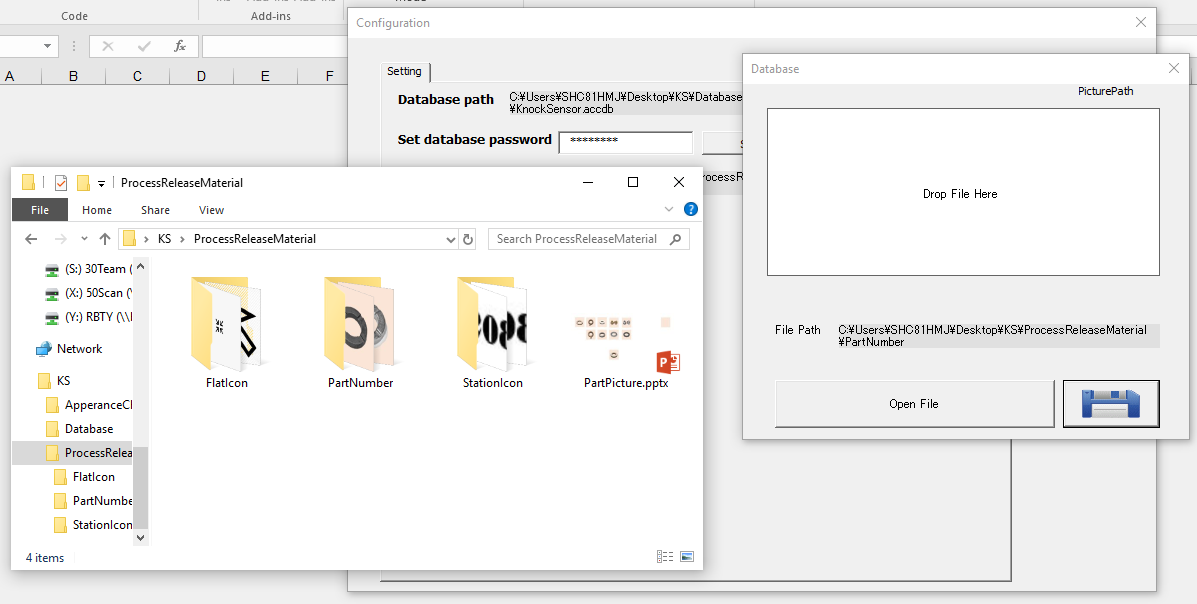 Code
Add-ins
Configuration
fx
A B C D E F
Setting
Database path
C:¥Users¥SHC81HMJ¥Desktop¥KS¥Database
¥KnockSensor.accdb
Set database password
********
Database
PicturePath
Drop File Here
File Path
C:¥Users¥SHC81HMJ¥Desktop¥KS¥ProcessReleaseMaterial
¥PartNumber
Open File
ProcessReleaseMaterial
File Home Share View
KS > ProcessReleaseMaterial
Search ProcessReleaseMaterial
(S:) 30Team (
(X:) 50Scan (
(Y:) RBTY (\\
Network
KS
ApperanceCl
Database
ProcessRelea
FlatIcon
PartNumbe
StationIcon
FlatIcon
PartNumber
StationIcon
PartPicture.pptx
4 items